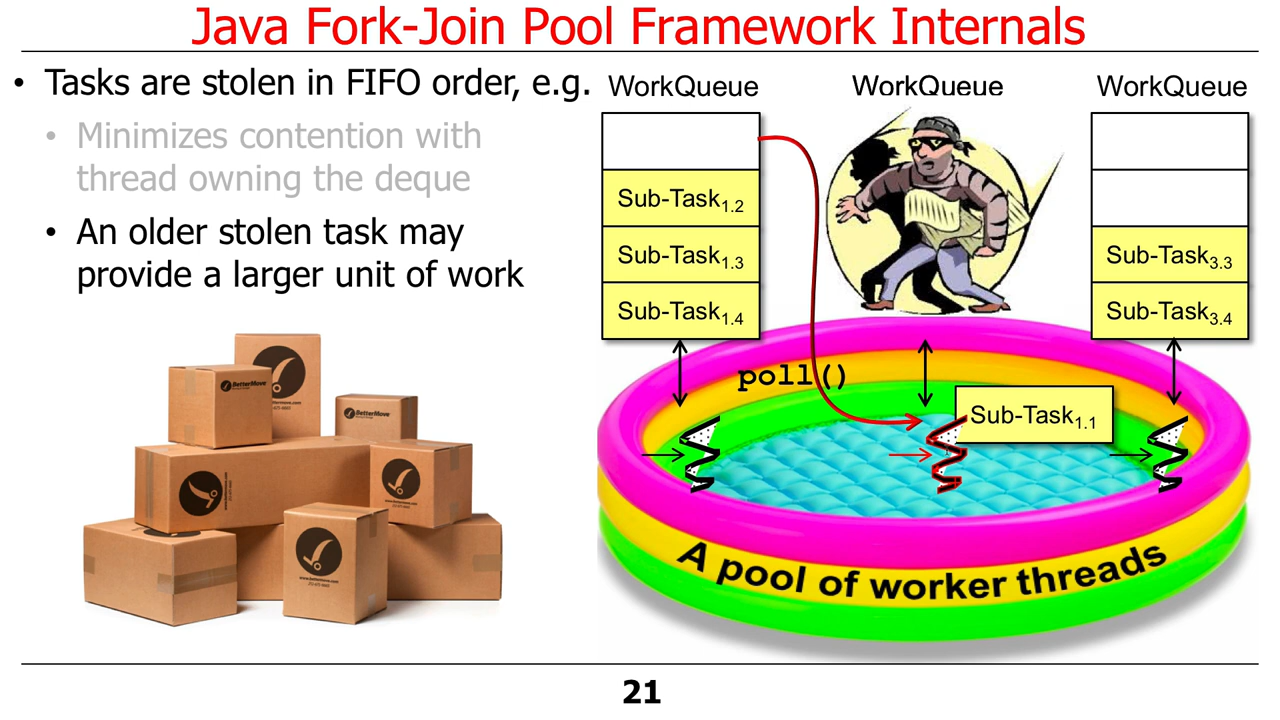 Java Fork-Join Pool Framework Internals
• Tasks are stolen in FIFO order, e.g.
• Minimizes contention with
thread owning the deque
• An older stolen task may
provide a larger unit of work
BetterMove
BetterMove
WorkQueue
Sub-Task1.2
Sub-Task1.3
Sub-Task1.4
WorkQueue
WorkQueue
Sub-Task3.3
Sub-Task3.4
poll()
Sub-Task1.1
A pool of worker threads
21